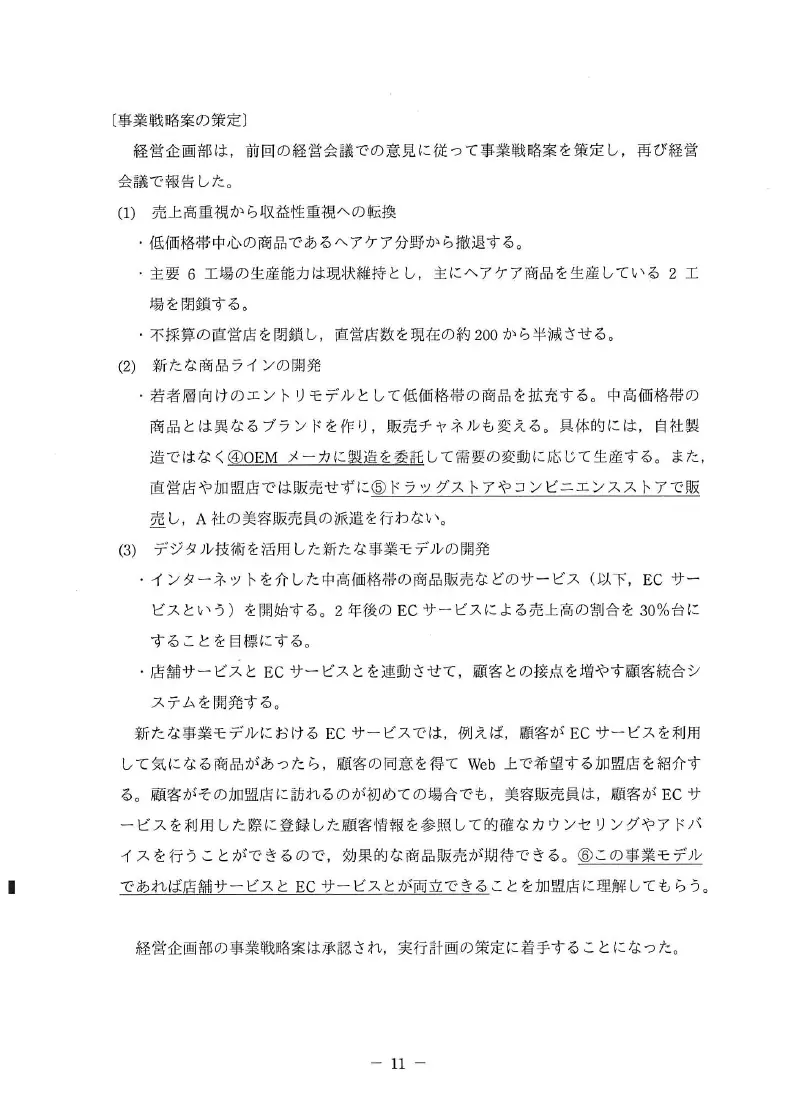 〔事業戦略案の策定〕
経営企画部は，前回の経営会議での意見に従って事業戦略案を策定し，再び経営
会議で報告した。
(1) 売上高重視から収益性重視への転換
・低価格帯中心の商品であるヘアケア分野から撤退する。
・主要 6 工場の生産能力は現状維持とし，主にヘアケア商品を生産している 2 工
場を閉鎖する。
・不採算の直営店を閉鎖し，直営店数を現在の約 200 から半減させる。
(2) 新たな商品ラインの開発
・若者層向けのエントリモデルとして低価格帯の商品を拡充する。中高価格帯の
商品とは異なるブランドを作り，販売チャネルも変える。具体的には，自社製
造ではなく④OEM メーカに製造を委託して需要の変動に応じて生産する。また，
直営店や加盟店では販売せずに⑤ドラッグストアやコンビニエンスストアで販
売し，A 社の美容販売員の派遣を行わない。
(3) デジタル技術を活用した新たな事業モデルの開発
・インターネットを介した中高価格帯の商品販売などのサービス（以下，EC サー
ビスという）を開始する。2 年後の EC サービスによる売上高の割合を 30%台に
することを目標にする。
・店舗サービスと EC サービスとを連動させて，顧客との接点を増やす顧客統合シ
ステムを開発する。
新たな事業モデルにおける EC サービスでは，例えば，顧客が EC サービスを利用
して気になる商品があったら，顧客の同意を得て Web 上で希望する加盟店を紹介す
る。顧客がその加盟店に訪れるのが初めての場合でも，美容販売員は，顧客が EC サ
ービスを利用した際に登録した顧客情報を参照して的確なカウンセリングやアドバ
イスを行うことができるので，効果的な商品販売が期待できる。⑥この事業モデル
であれば店舗サービスと EC サービスとが両立できることを加盟店に理解してもらう。
経営企画部の事業戦略案は承認され，実行計画の策定に着手することになった。
－ 11 －